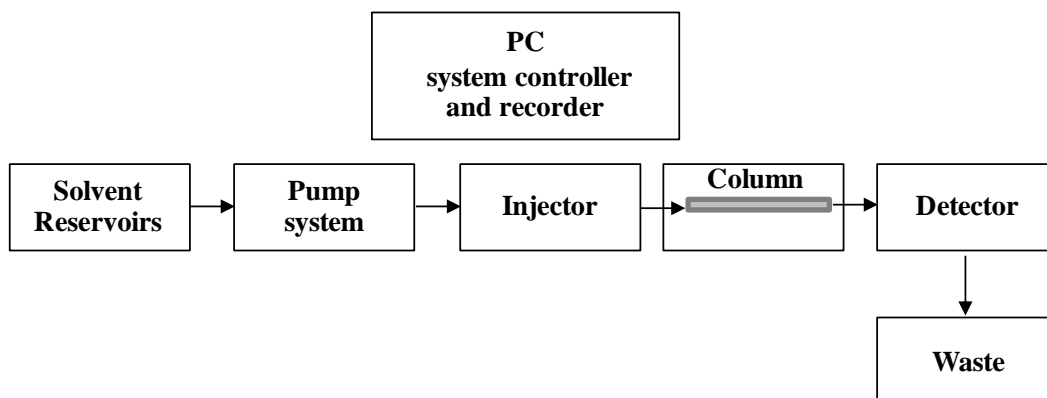 PC
system controller
and recorder
Solvent
Reservoirs
Pump
system
Injector
Column
Detector
Waste